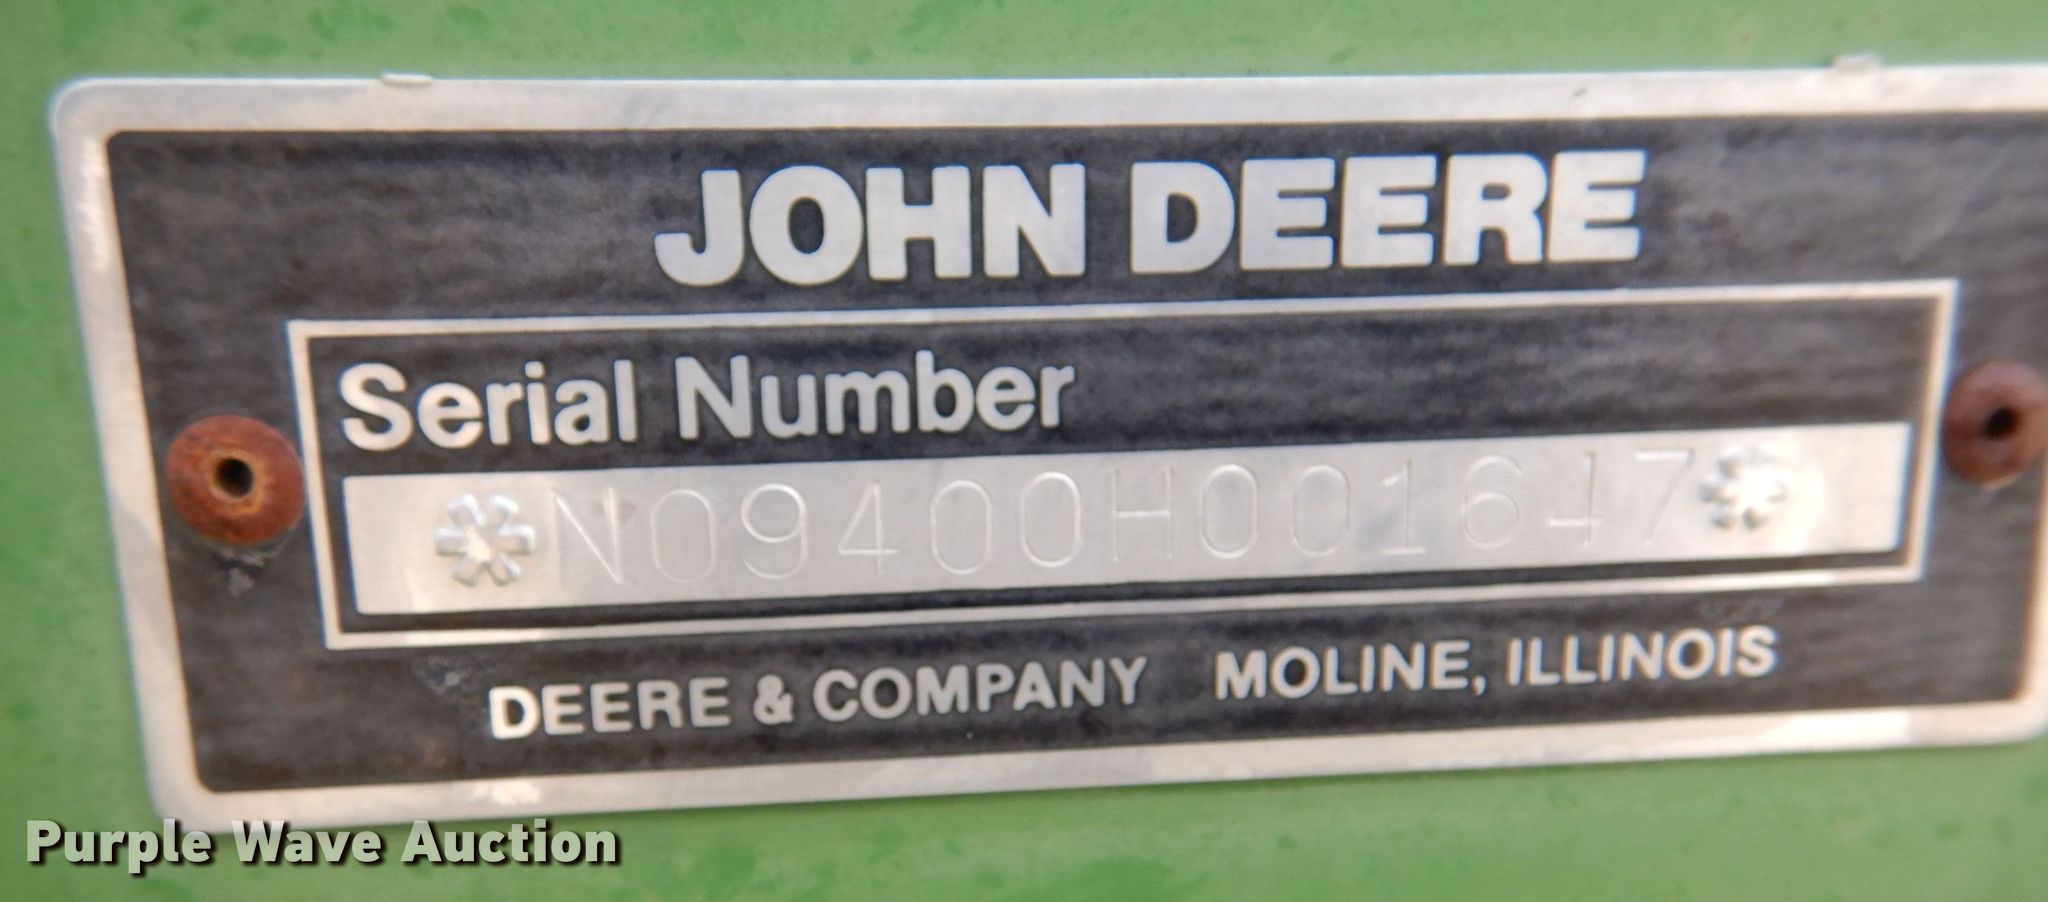 JOHN DEERE
Serial Number
*N09400H001647*
DEERE & COMPANY MOLINE, ILLINOIS
Purple Wave Auction